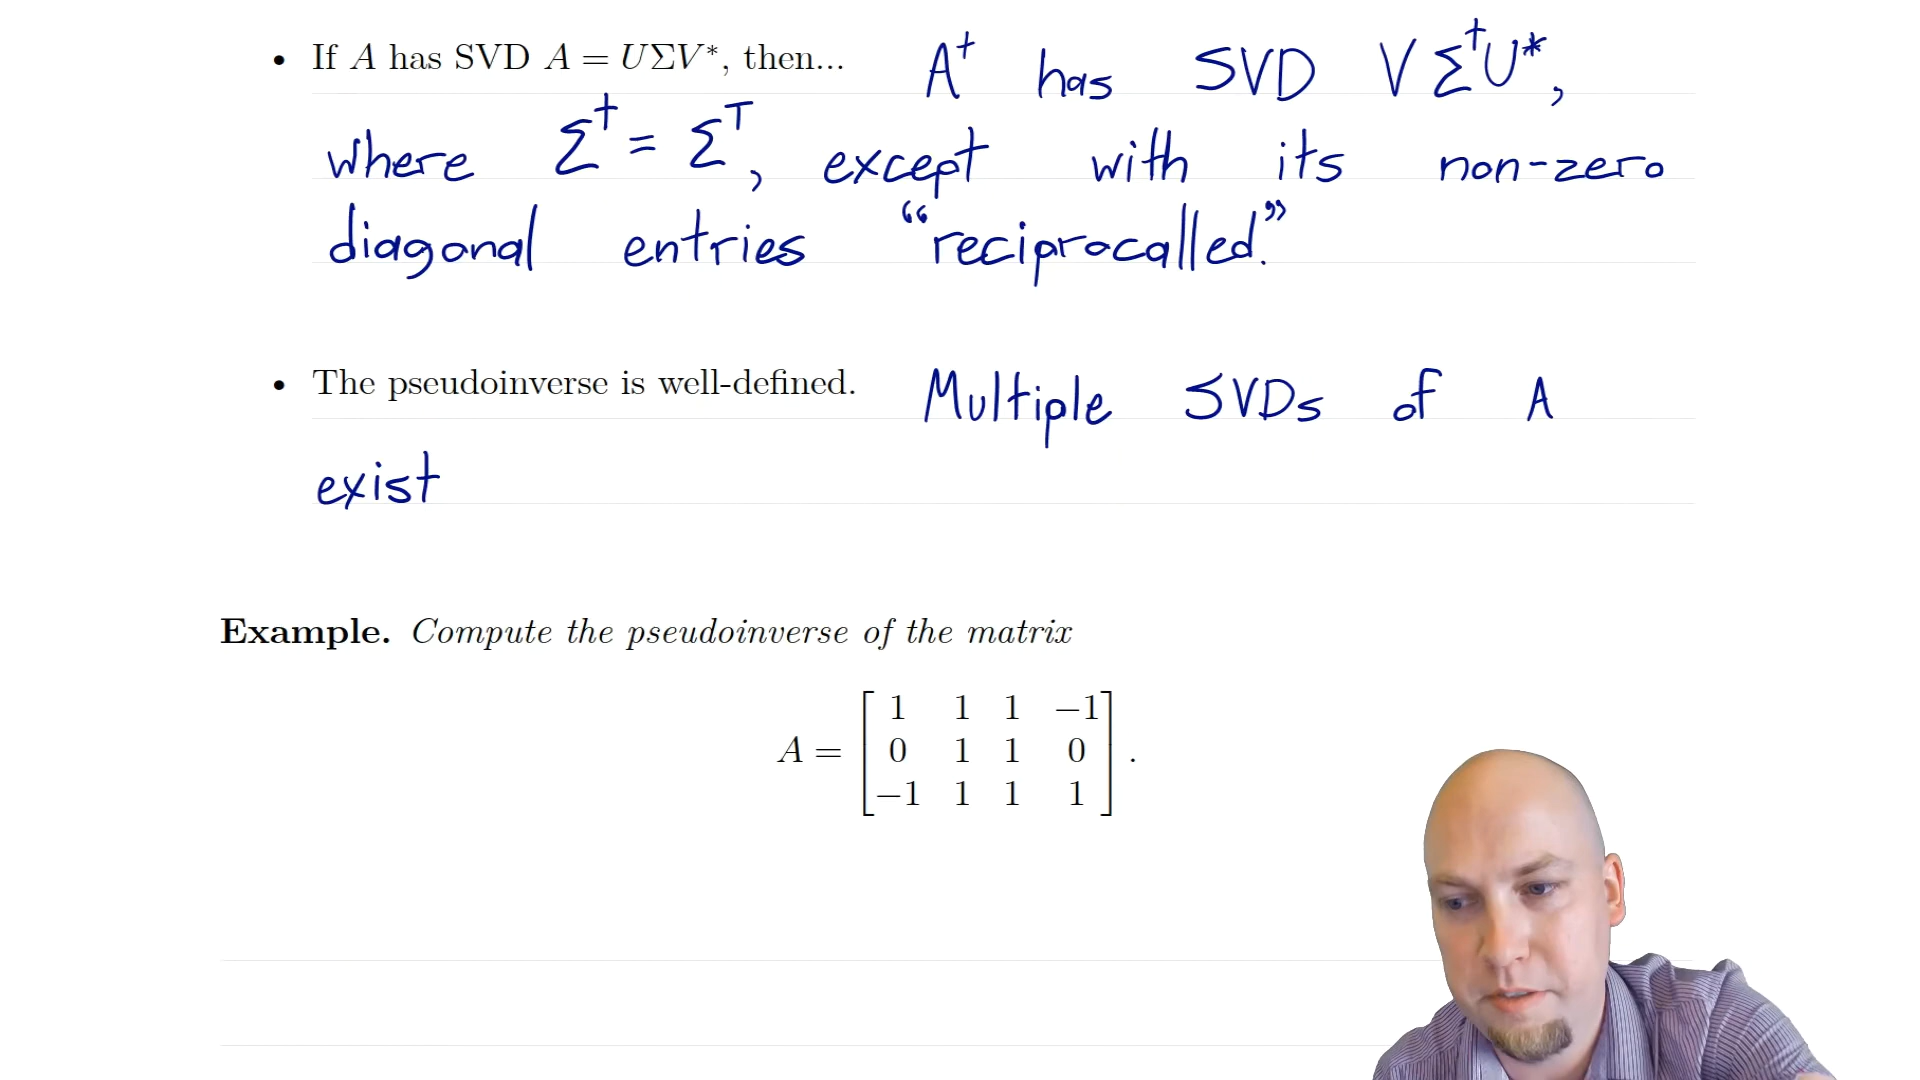 • If A has SVD A = UΣV*, then... A† has SVD VΣ†U*,
where Σ† = Σᵀ, except with its non-zero
diagonal entries “reciprocalled.”
• The pseudoinverse is well-defined. Multiple SVDs of A
exist
Example. Compute the pseudoinverse of the matrix
A = [ 1 1 1 −1
0 1 1 0
−1 1 1 1 ] .